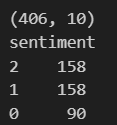 (406, 10)
sentiment
2    158
1    158
0     90